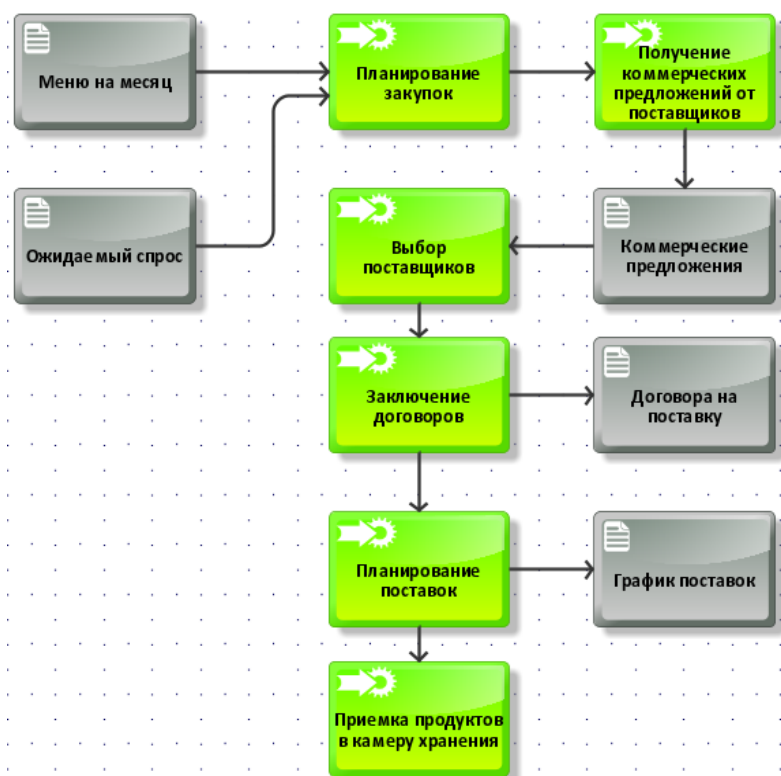 Меню на месяц
Планирование
закупок
Получение
коммерческих
предложений от
поставщиков
Ожидаемый спрос
Выбор
поставщиков
Коммерческие
предложения
Заключение
договоров
Договора на
поставку
Планирование
поставок
График поставок
Приемка продуктов
в камеру хранения